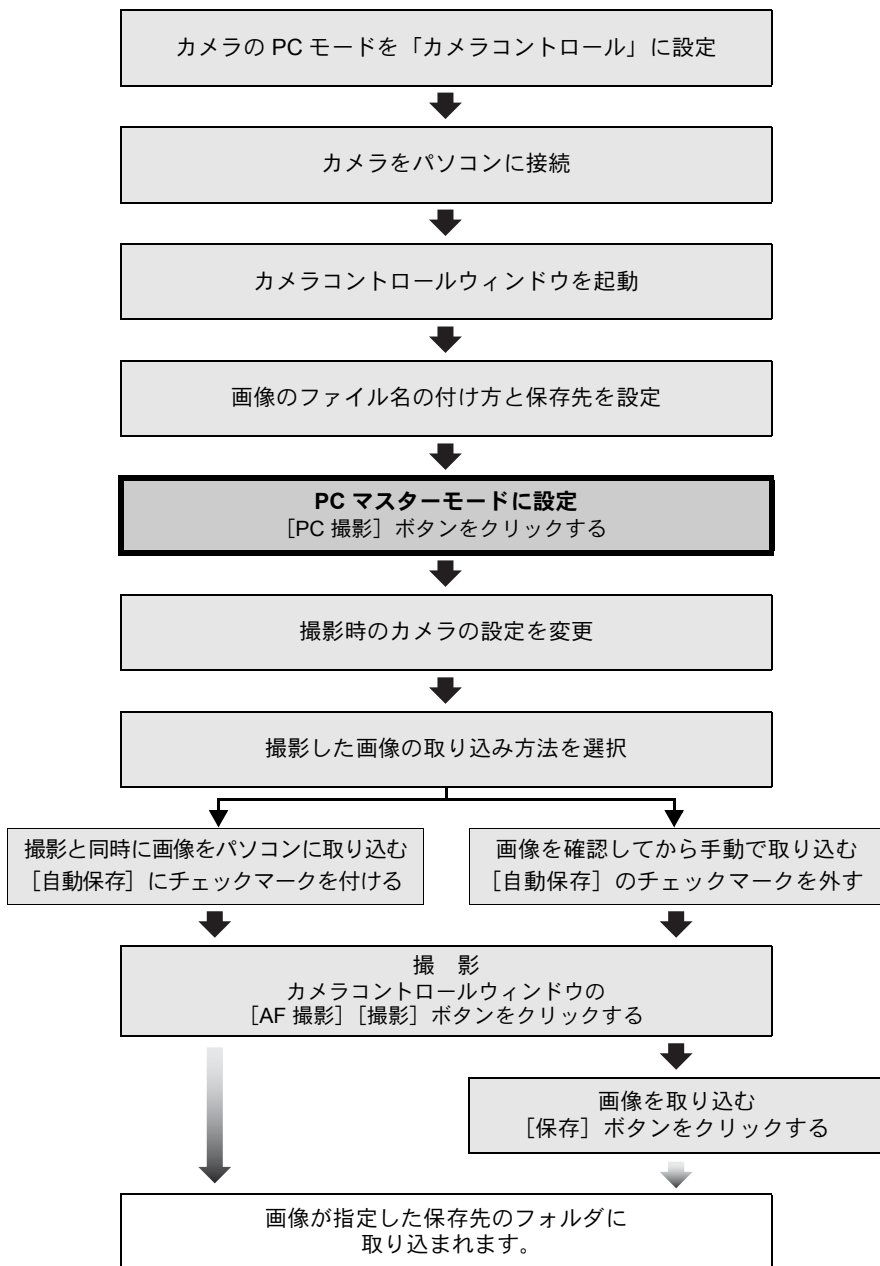 カメラの PC モードを「カメラコントロール」に設定
カメラをパソコンに接続
カメラコントロールウィンドウを起動
画像のファイル名の付け方と保存先を設定
PC マスターモードに設定
［PC 撮影］ボタンをクリックする
撮影時のカメラの設定を変更
撮影した画像の取り込み方法を選択
撮影と同時に画像をパソコンに取り込む
［自動保存］にチェックマークを付ける
画像を確認してから手動で取り込む
［自動保存］のチェックマークを外す
撮　影
カメラコントロールウィンドウの
［AF 撮影］［撮影］ボタンをクリックする
画像を取り込む
［保存］ボタンをクリックする
画像が指定した保存先のフォルダに
取り込まれます。